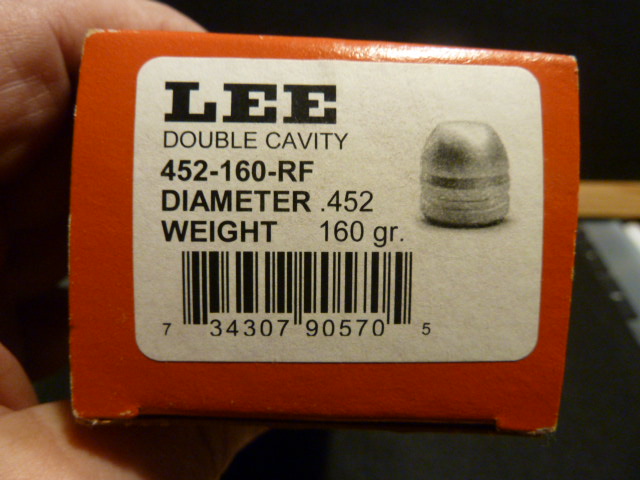 LEE
DOUBLE CAVITY
452-160-RF
DIAMETER .452
WEIGHT 160 gr.
7 34307 90570 5